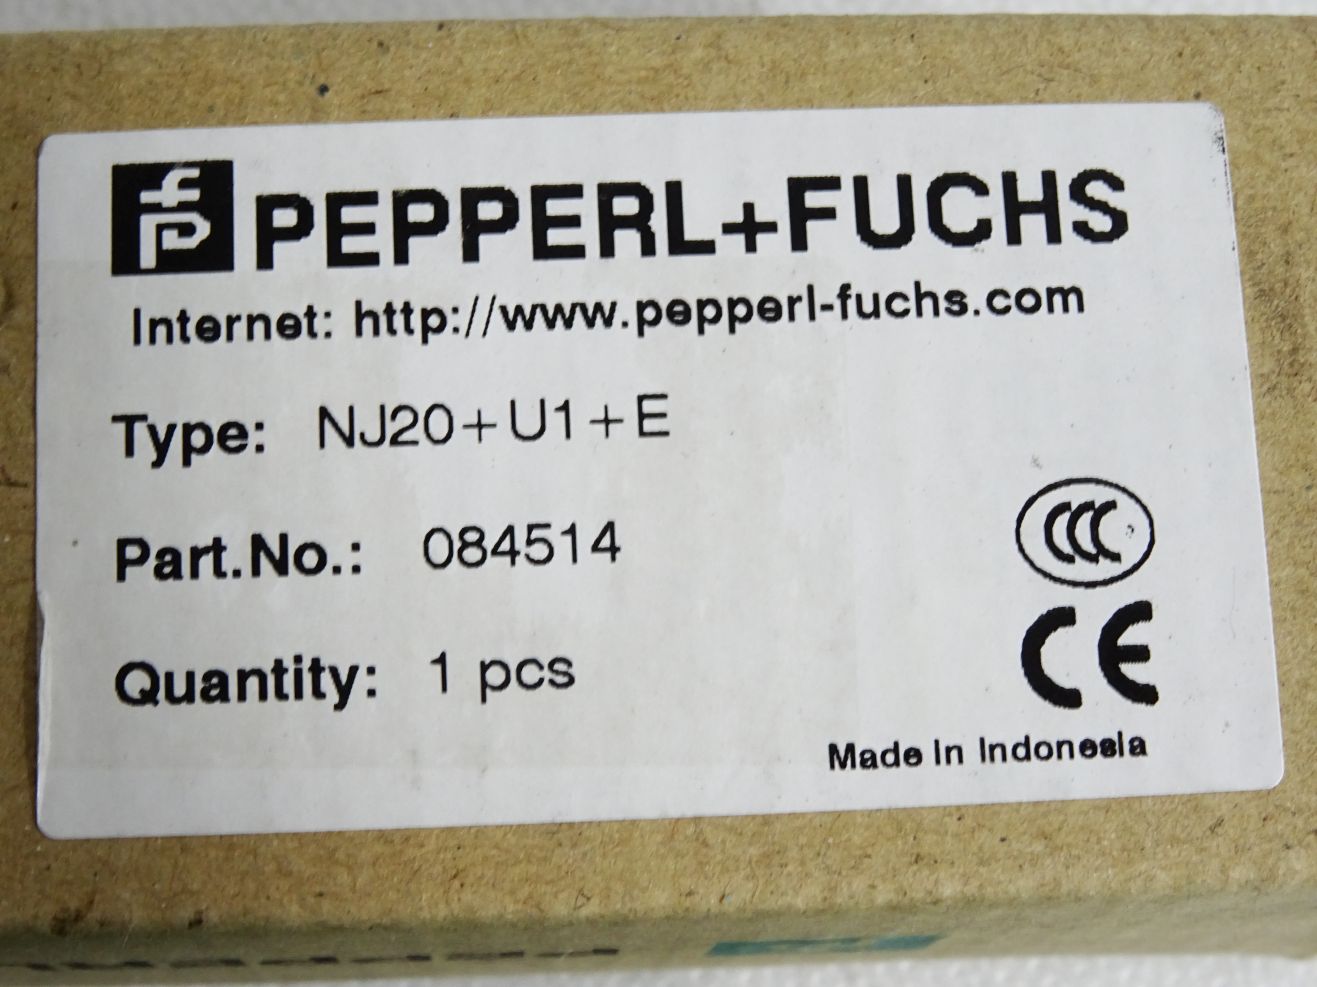 fp PEPPERL+FUCHS
Internet: http://www.pepperl-fuchs.com
Type: NJ20+U1+E
Part.No.: 084514
Quantity: 1 pcs
CCC
CE
Made in Indonesia